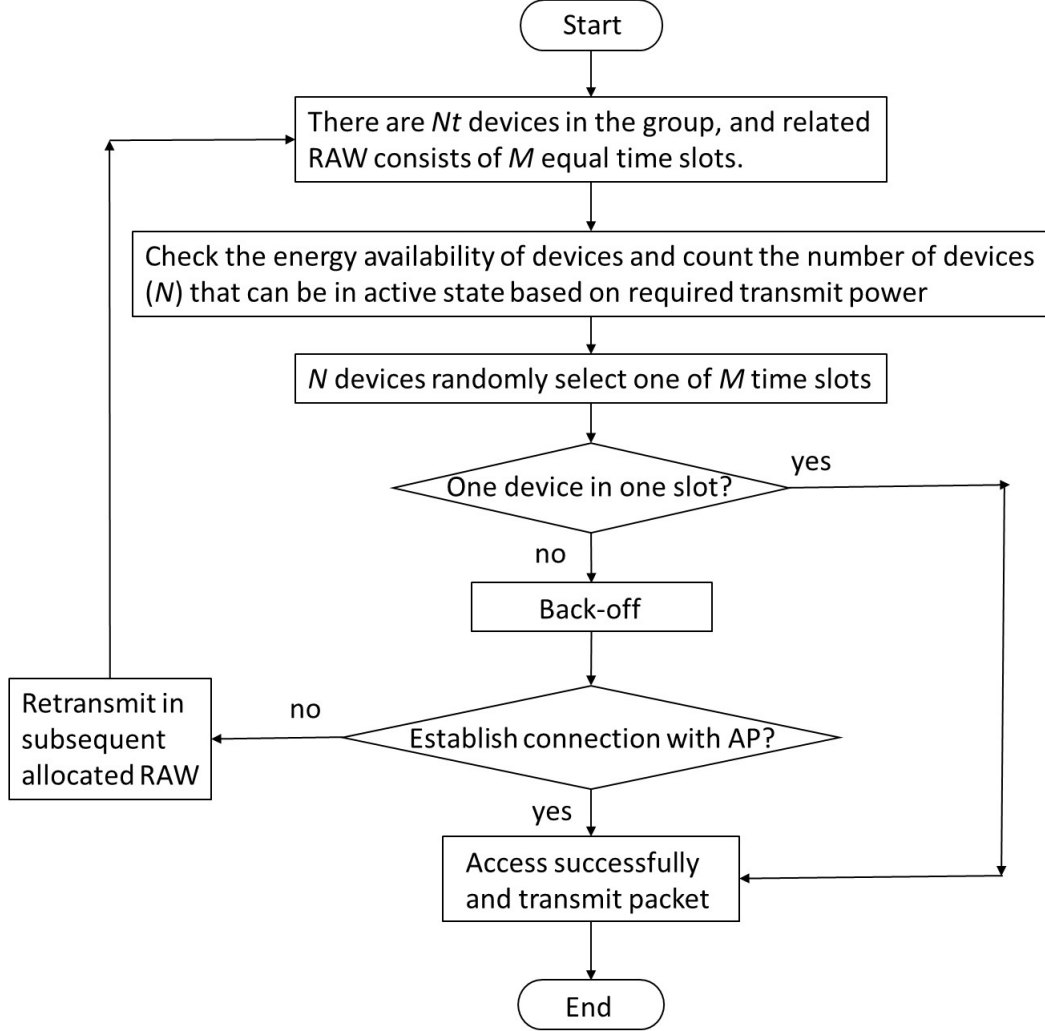 Start
There are Nt devices in the group, and related
RAW consists of M equal time slots.
Check the energy availability of devices and count the number of devices
(N) that can be in active state based on required transmit power
N devices randomly select one of M time slots
One device in one slot?
yes
no
Back-off
Establish connection with AP?
no
Retransmit in
subsequent
allocated RAW
yes
Access successfully
and transmit packet
End